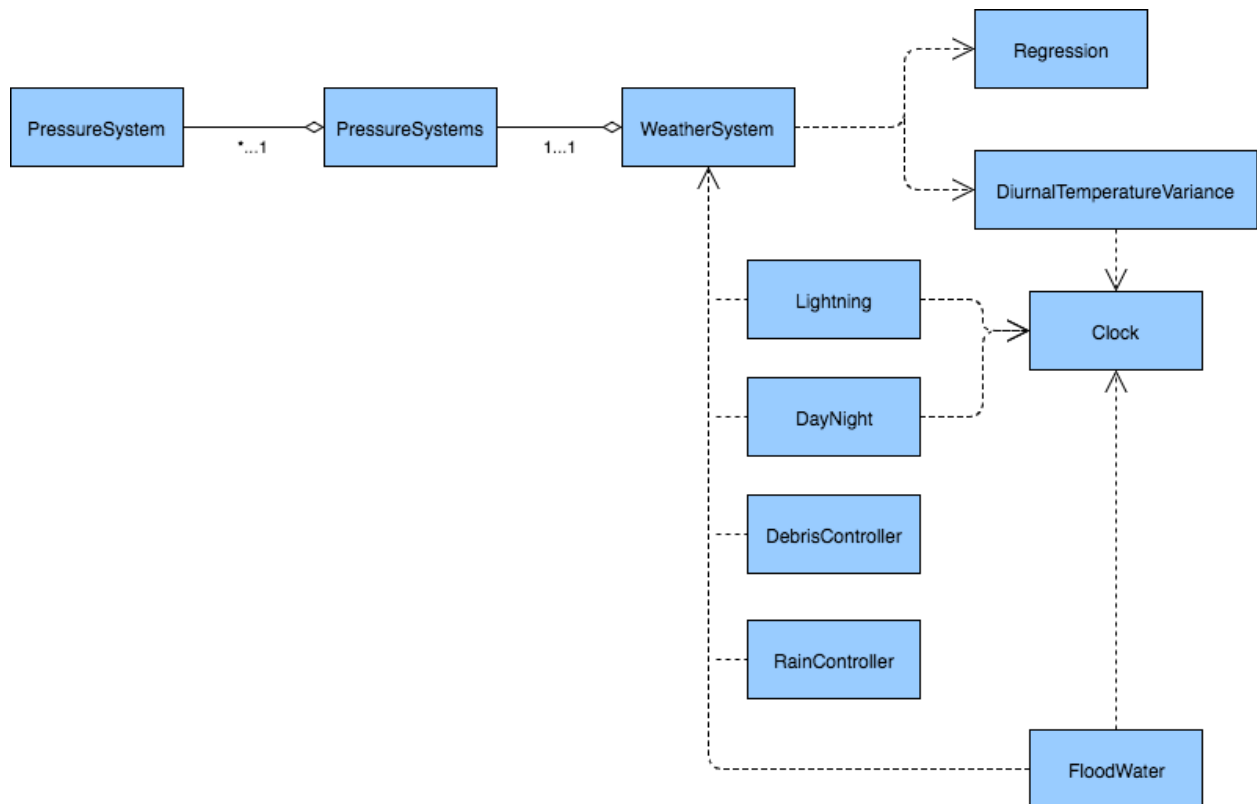 Regression
PressureSystem
*...1
PressureSystems
1...1
WeatherSystem
DiurnalTemperatureVariance
Lightning
Clock
DayNight
DebrisController
RainController
FloodWater